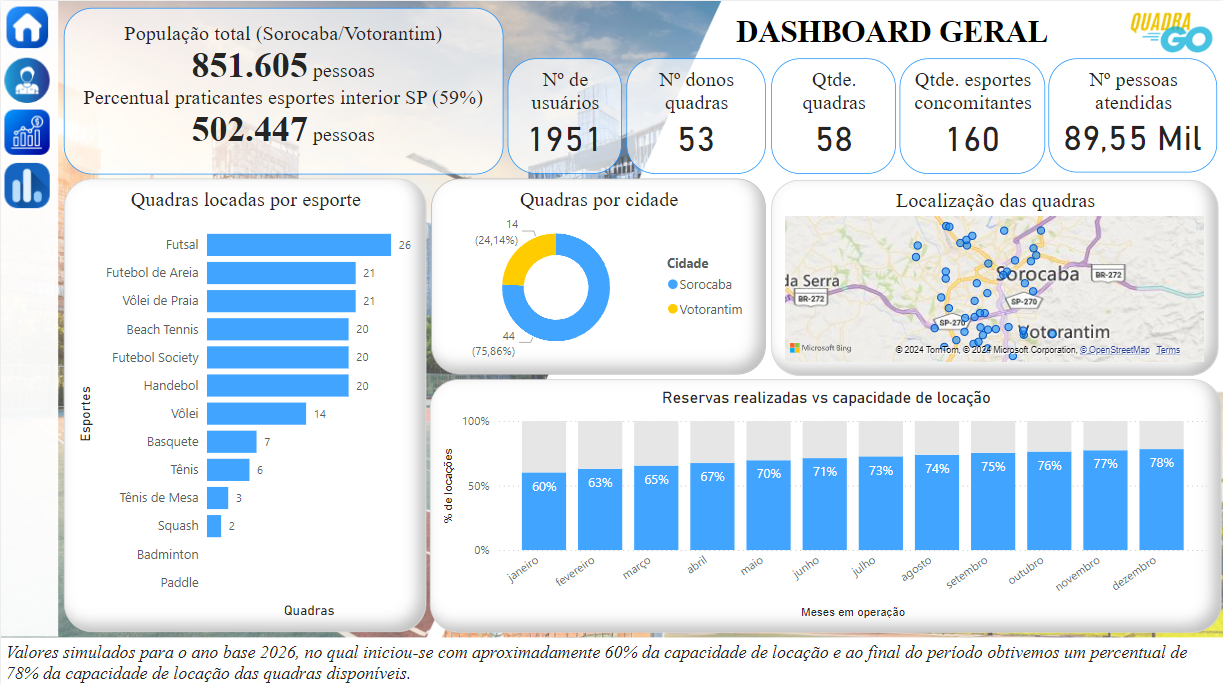 População total (Sorocaba/Votorantim)
851.605 pessoas
Percentual praticantes esportes interior SP (59%)
502.447 pessoas
DASHBOARD GERAL
QUADRA
GO
Nº de
usuários
1951
Nº donos
quadras
53
Qtde.
quadras
58
Qtde. esportes
concomitantes
160
Nº pessoas
atendidas
89,55 Mil
Quadras locadas por esporte
Esportes
Futsal 26
Futebol de Areia 21
Vôlei de Praia 21
Beach Tennis 20
Futebol Society 20
Handebol 20
Vôlei 14
Basquete 7
Tênis 6
Tênis de Mesa 3
Squash 2
Badminton
Paddle
Quadras
Quadras por cidade
14
(24,14%)
44
(75,86%)
Cidade
Sorocaba
Votorantim
Localização das quadras
da Serra
BR-272
Sorocaba
BR-272
SP-270
SP-270
Votorantim
Microsoft Bing
© 2024 TomTom, © 2024 Microsoft Corporation, © OpenStreetMap Terms
Reservas realizadas vs capacidade de locação
% de locações
100%
50%
0%
60% 63% 65% 67% 70% 71% 73% 74% 75% 76% 77% 78%
janeiro fevereiro março abril maio junho julho agosto setembro outubro novembro dezembro
Meses em operação
Valores simulados para o ano base 2026, no qual iniciou-se com aproximadamente 60% da capacidade de locação e ao final do período obtivemos um percentual de
78% da capacidade de locação das quadras disponíveis.